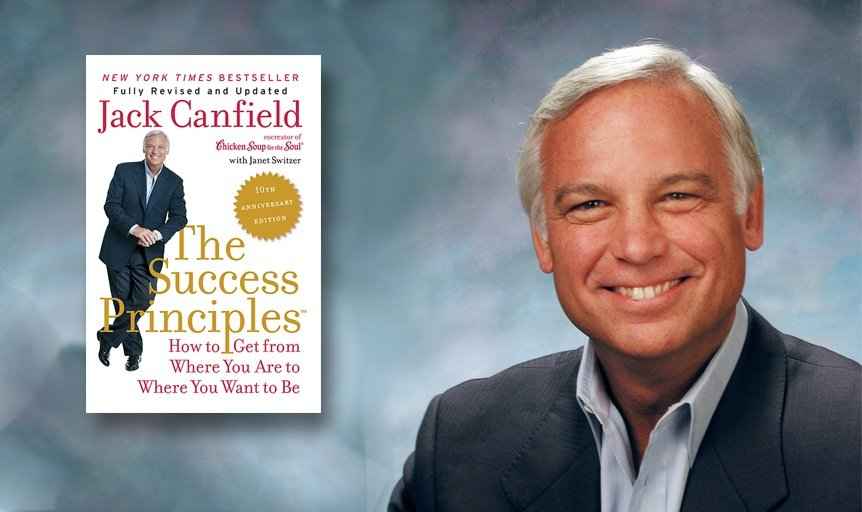 NEW YORK TIMES BESTSELLER
Fully Revised and Updated
Jack Canfield
cocreator of
Chicken Soup for the Soul®
with Janet Switzer
10TH
ANNIVERSARY
EDITION
The
Success
Principles™
How to Get from
Where You Are to
Where You Want to Be